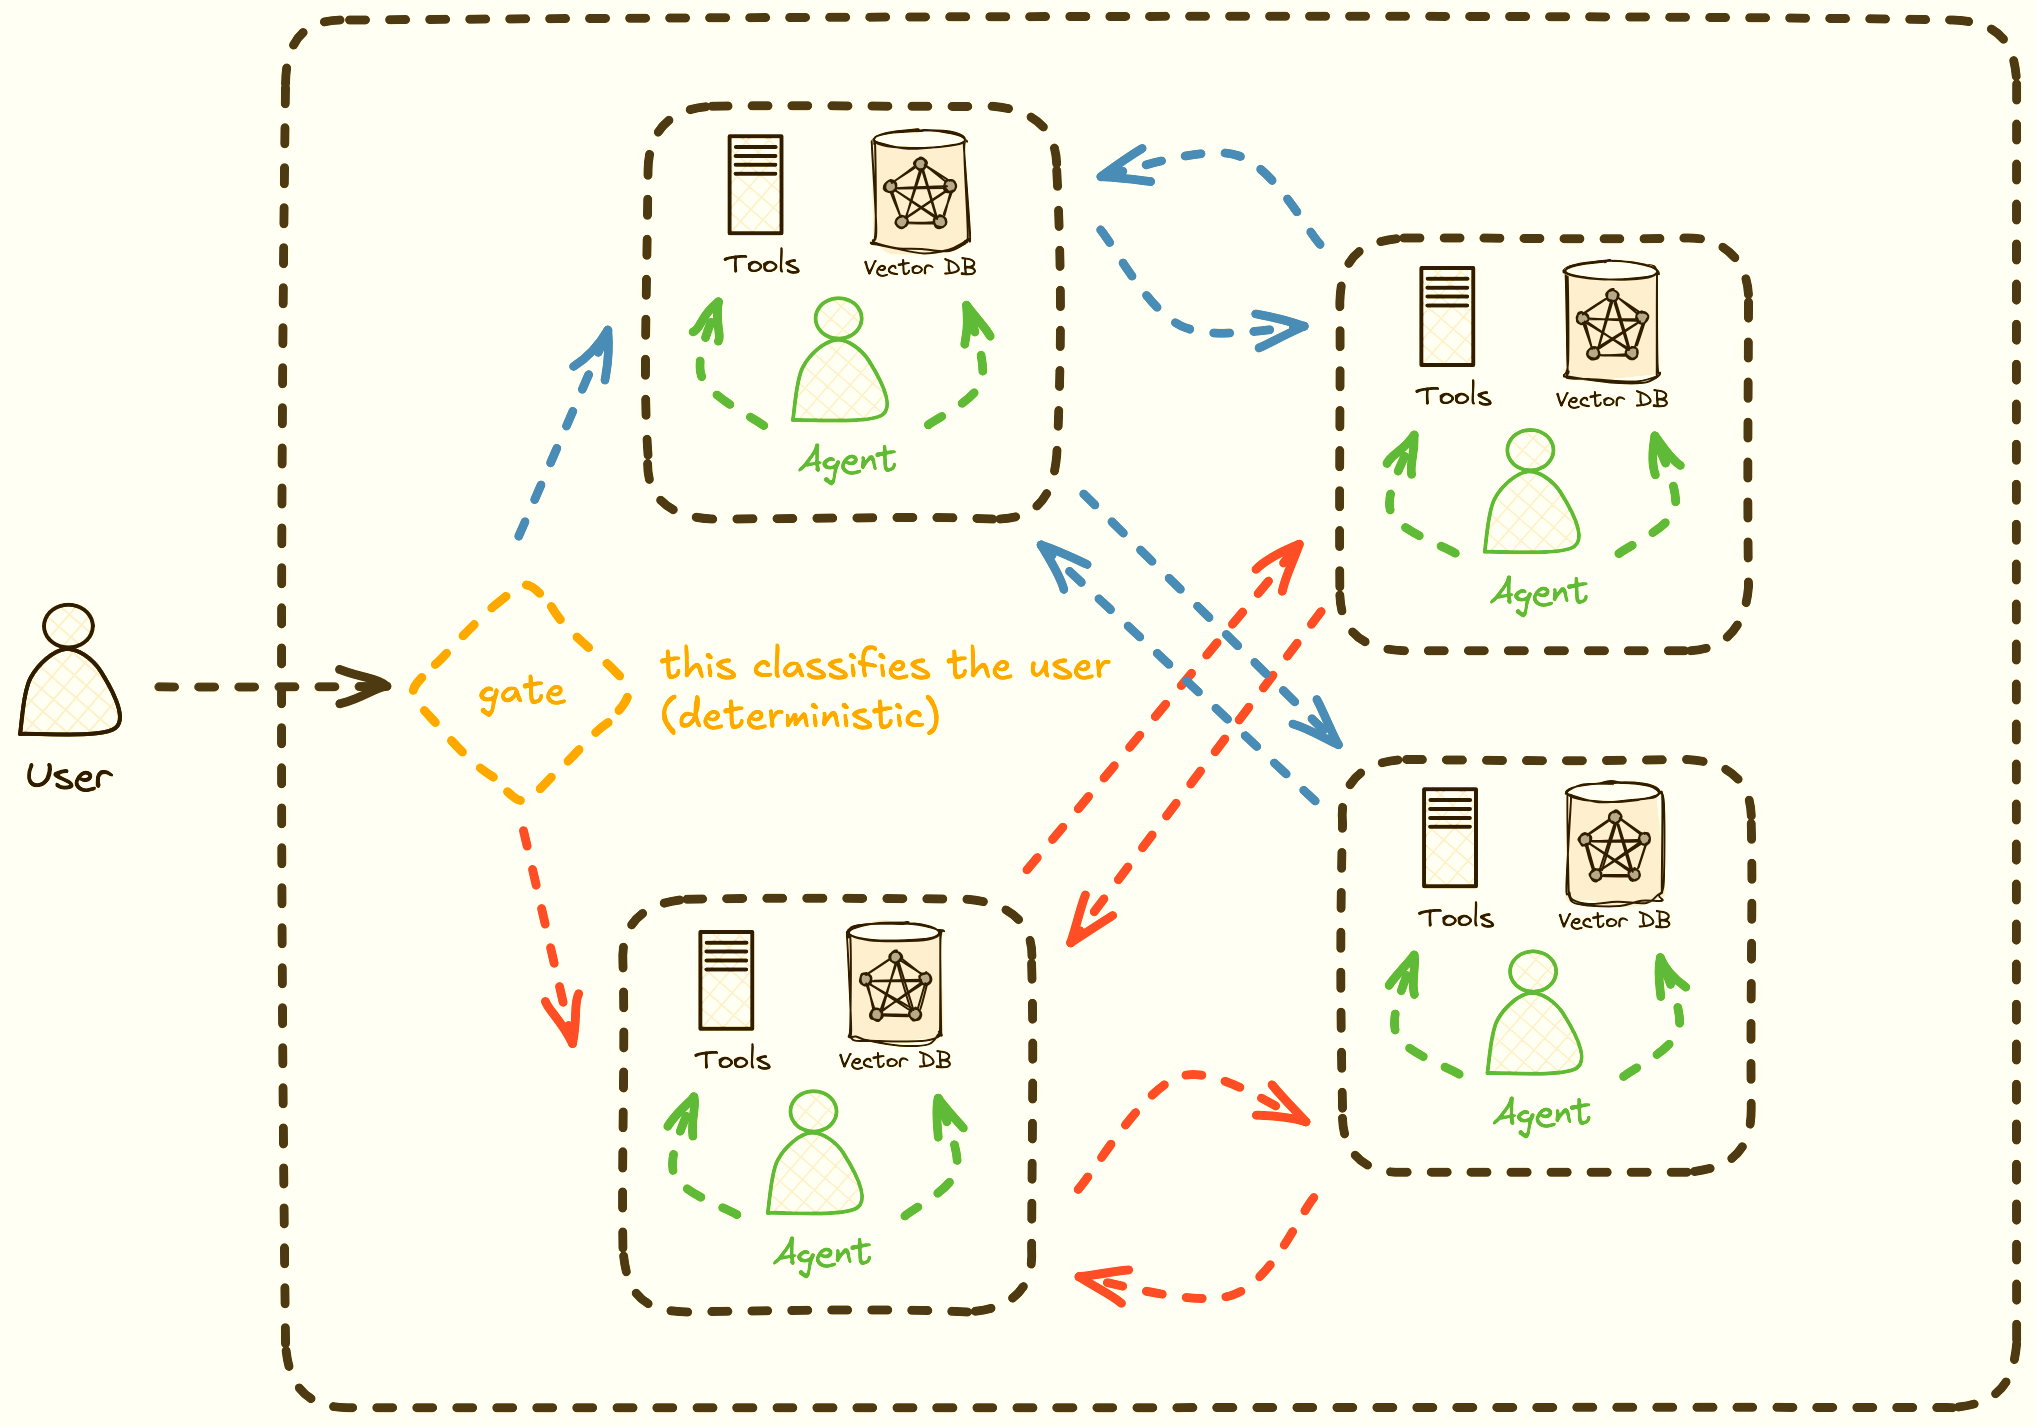 Tools
Vector DB
Agent
Tools
Vector DB
Agent
User
gate
this classifies the user
(deterministic)
Tools
Vector DB
Agent
Tools
Vector DB
Agent